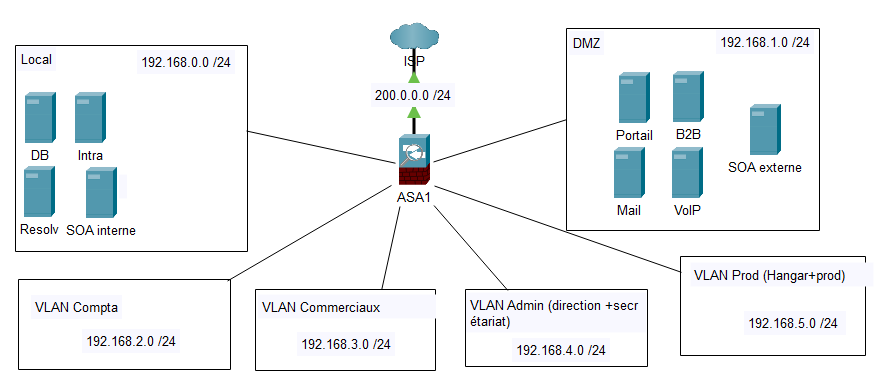 ISP
200.0.0.0 /24
ASA1
Local
192.168.0.0 /24
DB
Intra
Resolv
SOA interne
DMZ
192.168.1.0 /24
Portail
B2B
SOA externe
Mail
VoIP
VLAN Compta
192.168.2.0 /24
VLAN Commerciaux
192.168.3.0 /24
VLAN Admin (direction +secr
étariat)
192.168.4.0 /24
VLAN Prod (Hangar+prod)
192.168.5.0 /24